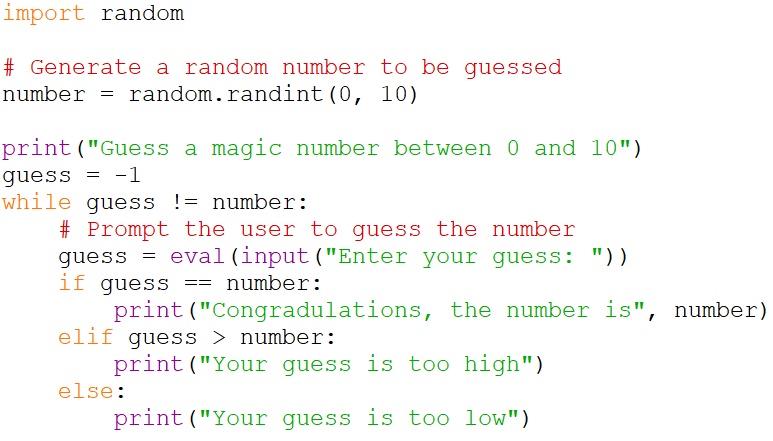 import random

# Generate a random number to be guessed
number = random.randint(0, 10)

print("Guess a magic number between 0 and 10")
guess = -1
while guess != number:
    # Prompt the user to guess the number
    guess = eval(input("Enter your guess: "))
    if guess == number:
        print("Congradulations, the number is", number)
    elif guess > number:
        print("Your guess is too high")
    else:
        print("Your guess is too low")